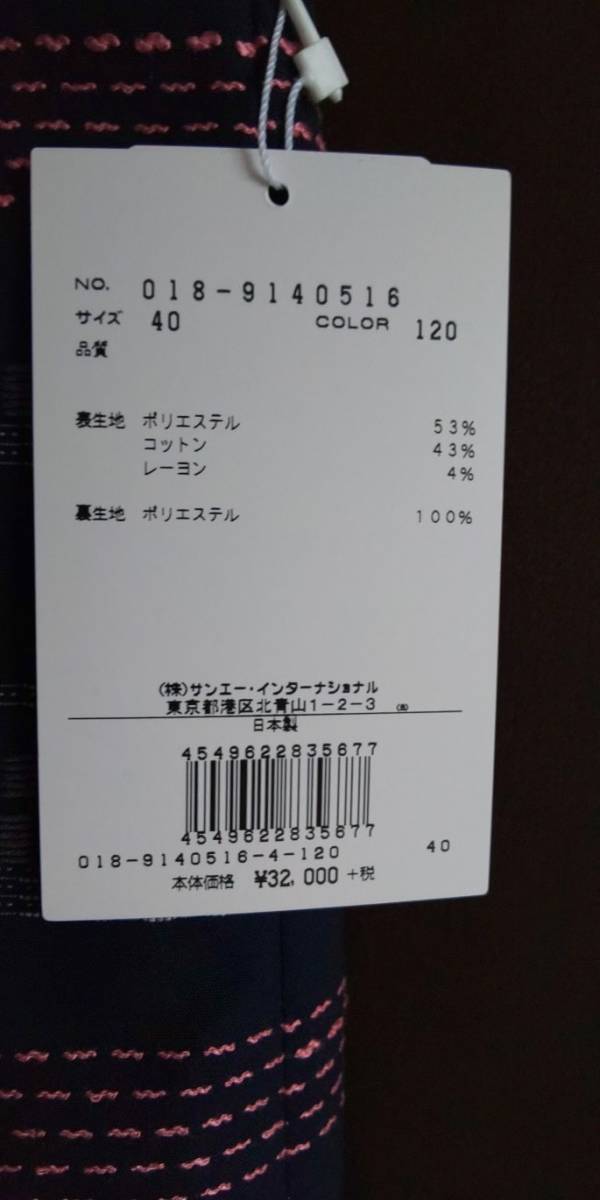 NO. 018-9140516
サイズ 40 COLOR 120
品質
表生地 ポリエステル 53%
コットン 43%
レーヨン 4%
裏生地 ポリエステル 100%
(株)サンエー・インターナショナル
東京都港区北青山1-2-3
日本製
4549622835677
4549622835677
018-9140516-4-120 40
本体価格 ¥32,000 +税